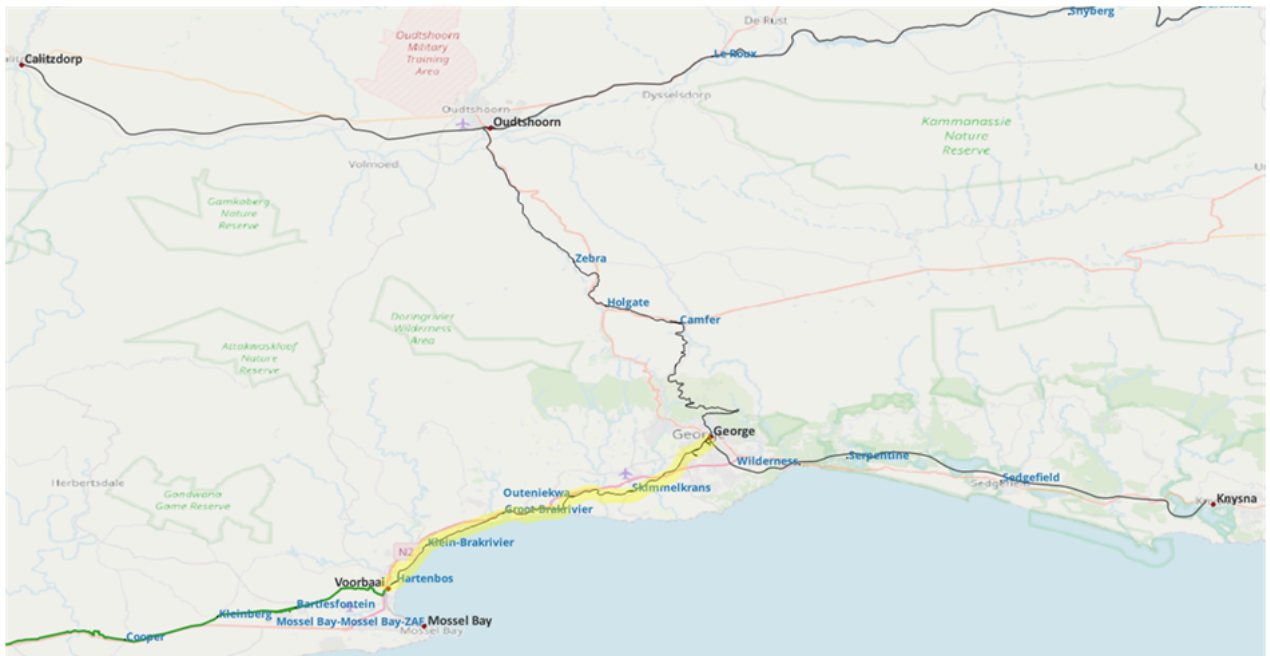 Snyberg
De Rust
Oudtshoorn
Military
Training
Area
Le Roux
Calitzdorp
Dysselsdorp
Oudtshoorn
Oudtshoorn
Kammanassie
Nature
Reserve
Volmoed
Gamkaberg
Nature
Reserve
Zebra
Holgate
Camfer
Doringrivier
Wilderness
Area
Attakwaskloof
Nature
Reserve
George
George
Wilderness
Serpentine
Sedgefield
Sedgefield
Herbertsdale
Gondwana
Game Reserve
Outeniekwa
Skimmelkrans
Groot-Brakrivier
Knysna
Klein-Brakrivier
N2
Voorbaai
Hartenbos
Bartlesfontein
Kleinberg
Mossel Bay-Mossel Bay-ZAF
Mossel Bay
Mossel Bay
Cooper